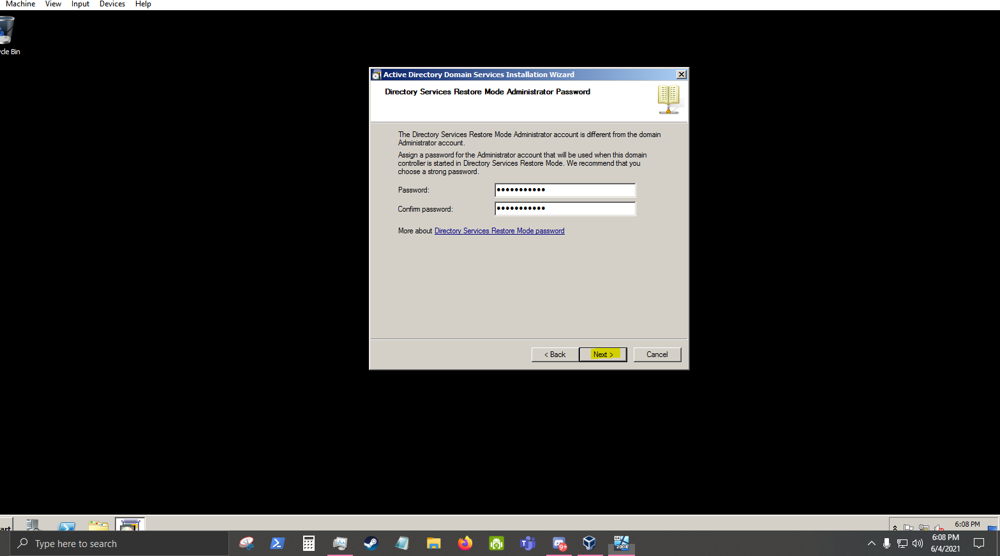 Machine View Input Devices Help
cle Bin
Active Directory Domain Services Installation Wizard
Directory Services Restore Mode Administrator Password
The Directory Services Restore Mode Administrator account is different from the domain
Administrator account.
Assign a password for the Administrator account that will be used when this domain
controller is started in Directory Services Restore Mode. We recommend that you
choose a strong password.
Password: •••••••••••
Confirm password: •••••••••••
More about Directory Services Restore Mode password
< Back Next > Cancel
art
6:08 PM
Type here to search
9+
64
2008
6:08 PM
6/4/2021